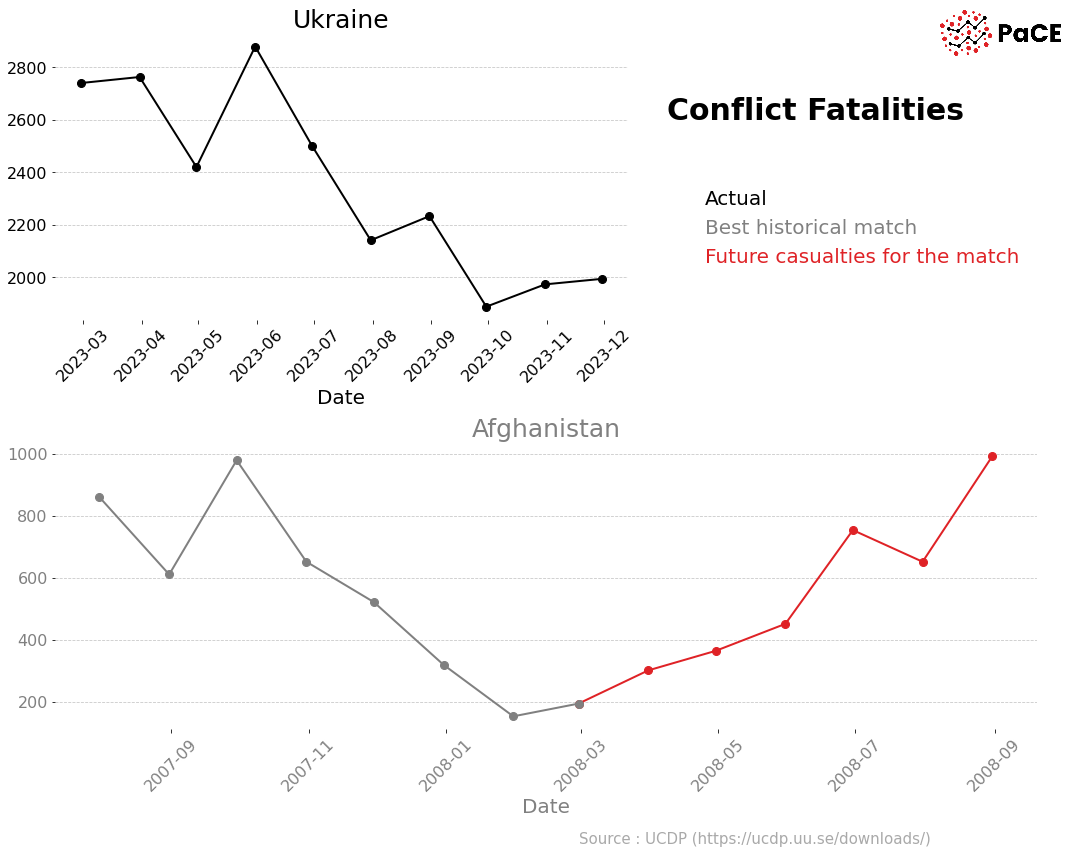 Ukraine
PaCE
Conflict Fatalities
Actual
Best historical match
Future casualties for the match
2800
2600
2400
2200
2000
2023-03
2023-04
2023-05
2023-06
2023-07
2023-08
2023-09
2023-10
2023-11
2023-12
Date
Afghanistan
1000
800
600
400
200
2007-09
2007-11
2008-01
2008-03
2008-05
2008-07
2008-09
Date
Source : UCDP (https://ucdp.uu.se/downloads/)